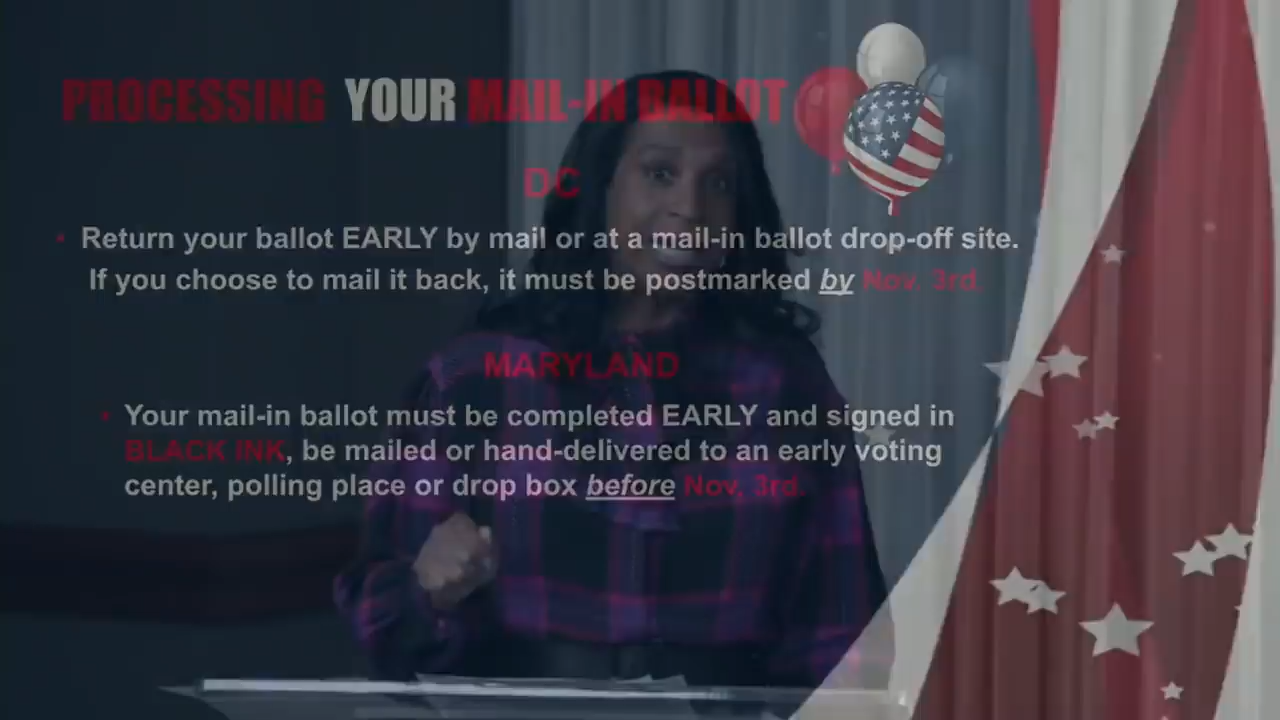 PROCESSING YOUR MAIL-IN BALLOT
DC
• Return your ballot EARLY by mail or at a mail-in ballot drop-off site.
If you choose to mail it back, it must be postmarked by Nov. 3rd.
MARYLAND
• Your mail-in ballot must be completed EARLY and signed in
BLACK INK, be mailed or hand-delivered to an early voting
center, polling place or drop box before Nov. 3rd.